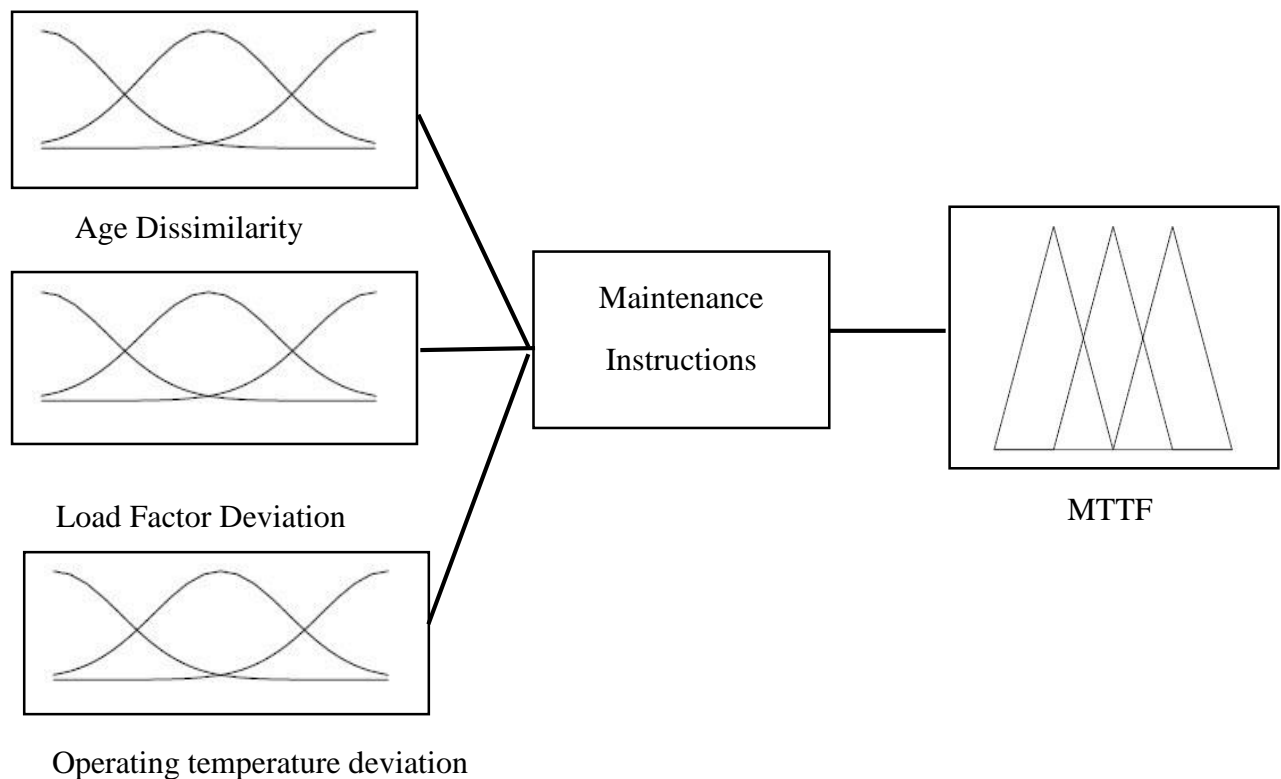 Age Dissimilarity
Load Factor Deviation
Operating temperature deviation
Maintenance
Instructions
MTTF